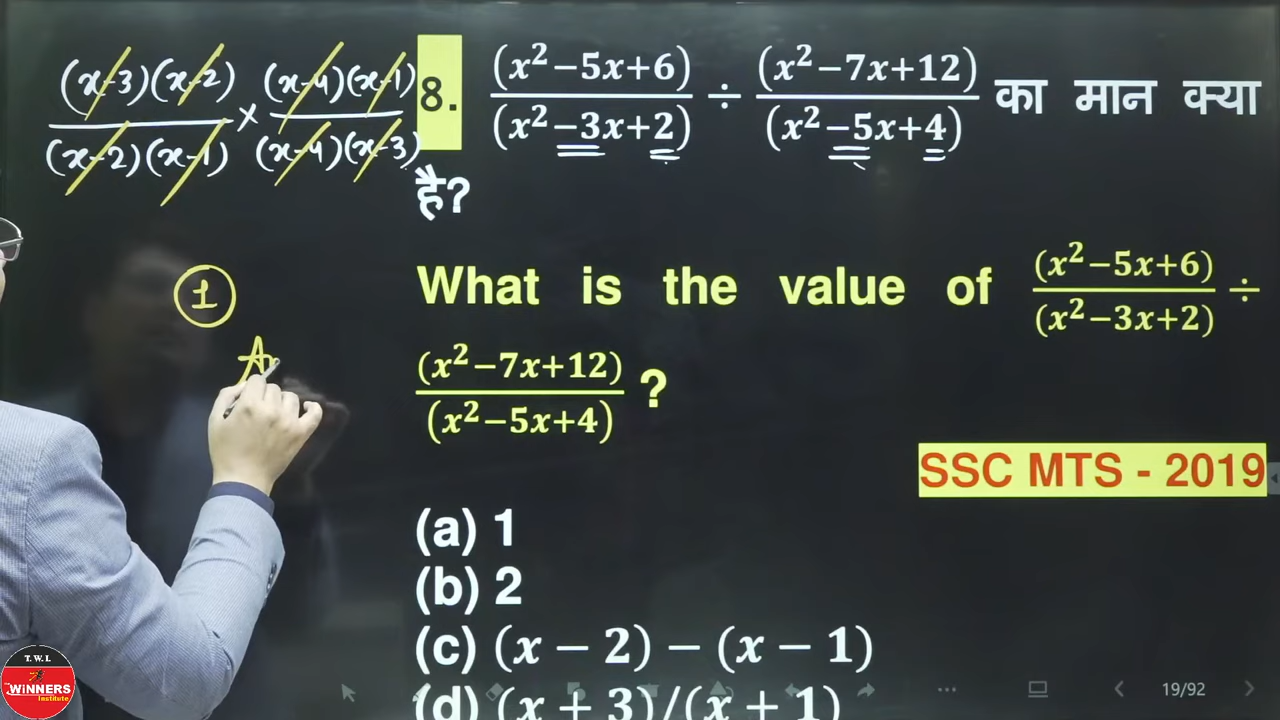 (x-3)(x-2)/(x-2)(x-1) × (x-4)(x-1)/(x-4)(x-3)
8. (x²−5x+6)/(x²−3x+2) ÷ (x²−7x+12)/(x²−5x+4) का मान क्या
है?
1
A
What is the value of (x²−5x+6)/(x²−3x+2) ÷
(x²−7x+12)/(x²−5x+4) ?
SSC MTS - 2019
(a) 1
(b) 2
(c) (x − 2) − (x − 1)
(d) (x + 3)/(x + 1)
T.W.I.
WINNERS
Institute
19/92